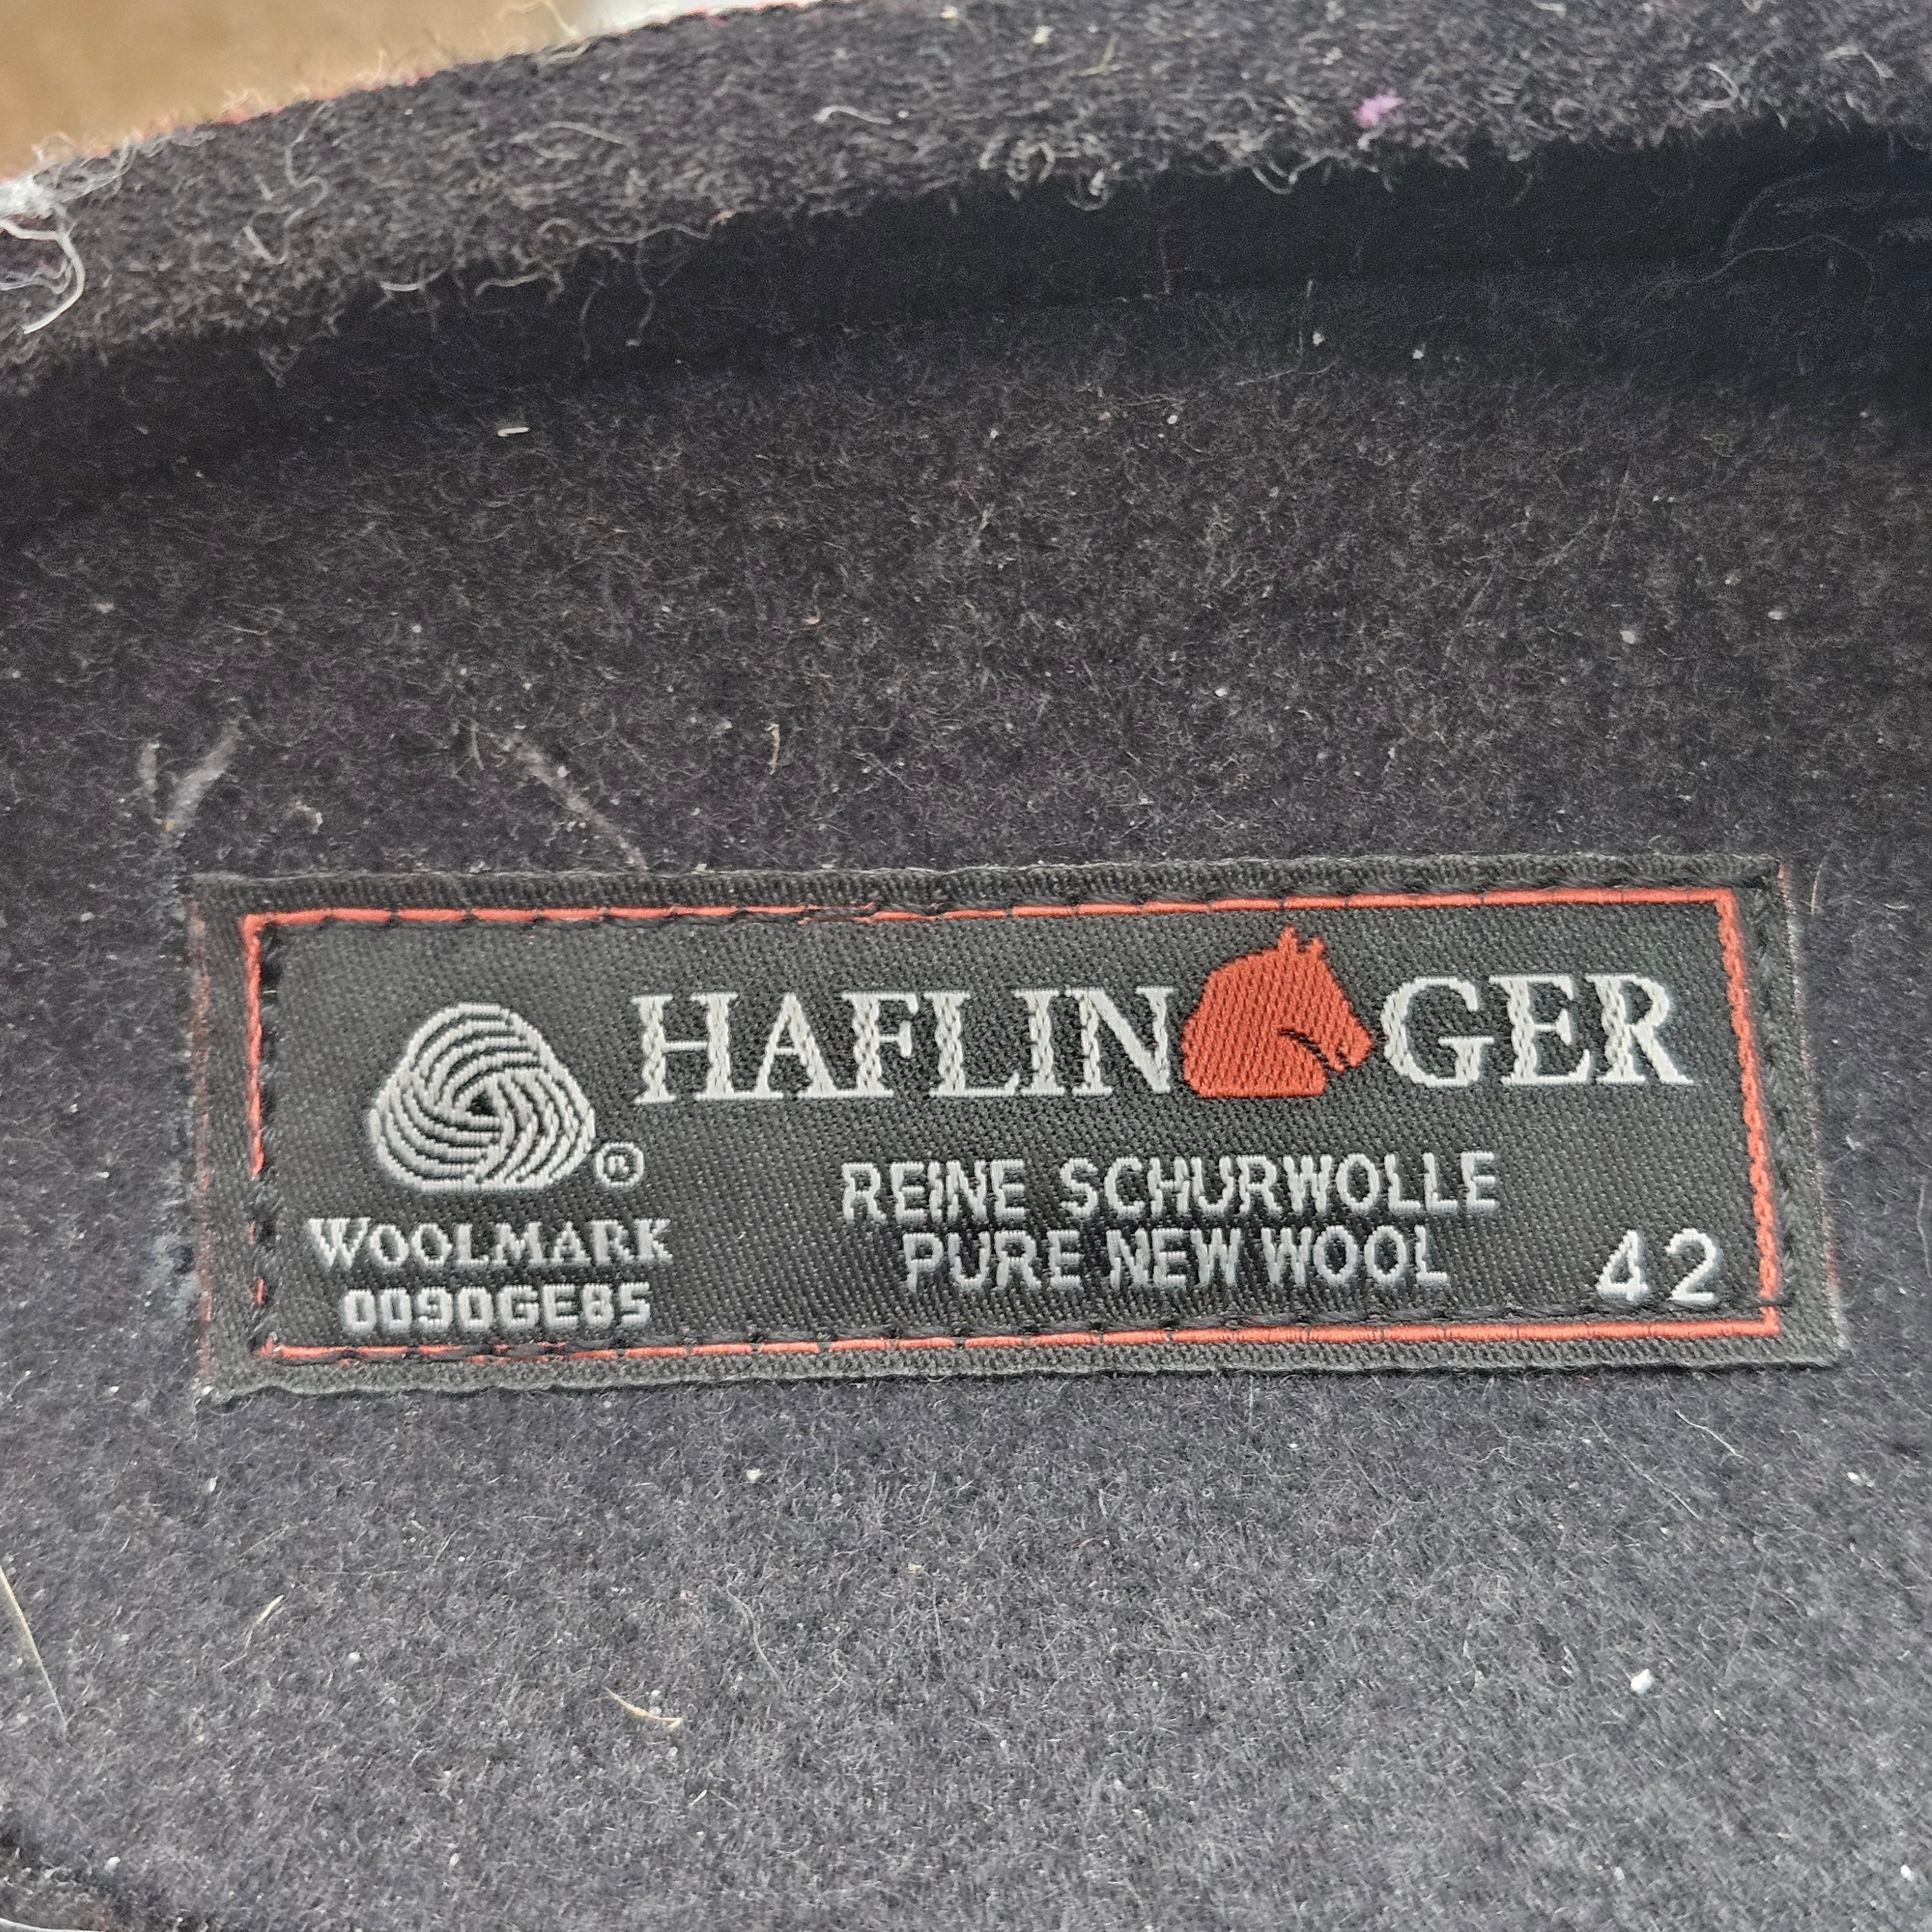 HAFLINGER
®
WOOLMARK
0090GE85
REINE SCHURWOLLE
PURE NEW WOOL
42